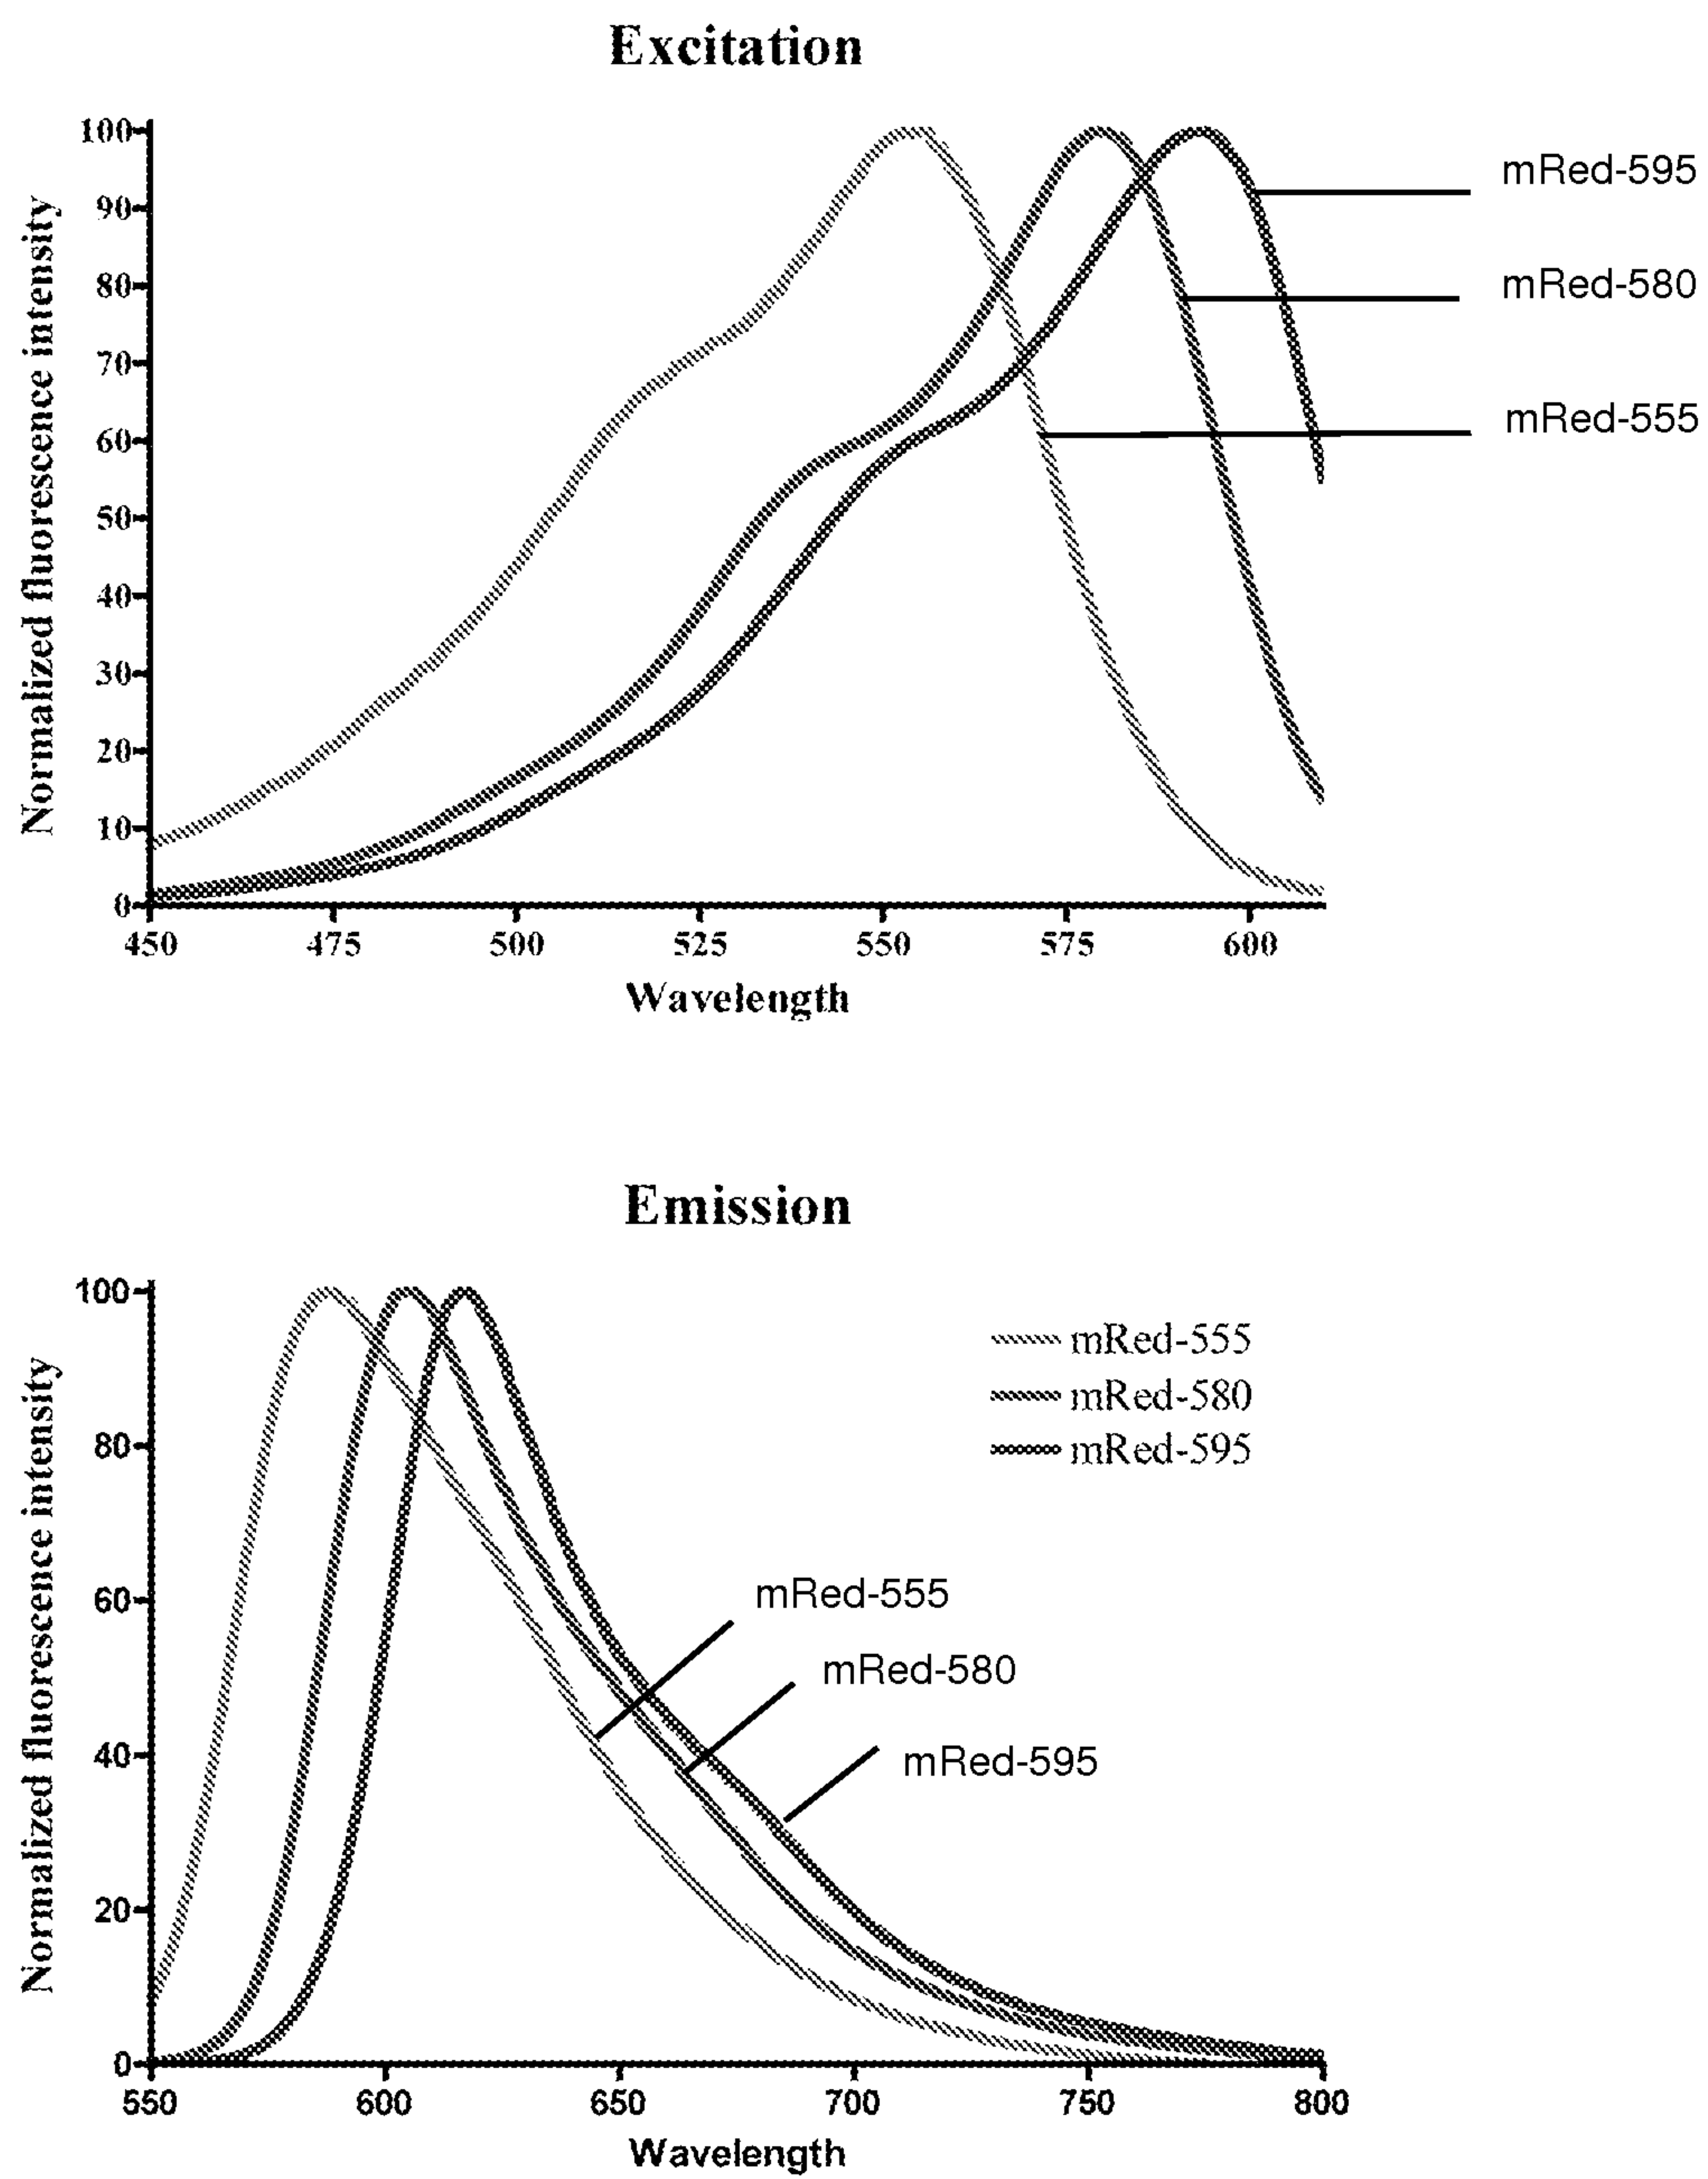 Excitation
Normalized fluorescence intensity
100
90
80
70
60
50
40
30
20
10
0
450 475 500 525 550 575 600
Wavelength
mRed-595
mRed-580
mRed-555
Emission
Normalized fluorescence intensity
100
80
60
40
20
0
550 600 650 700 750 800
Wavelength
mRed-555
mRed-580
mRed-595
mRed-555
mRed-580
mRed-595